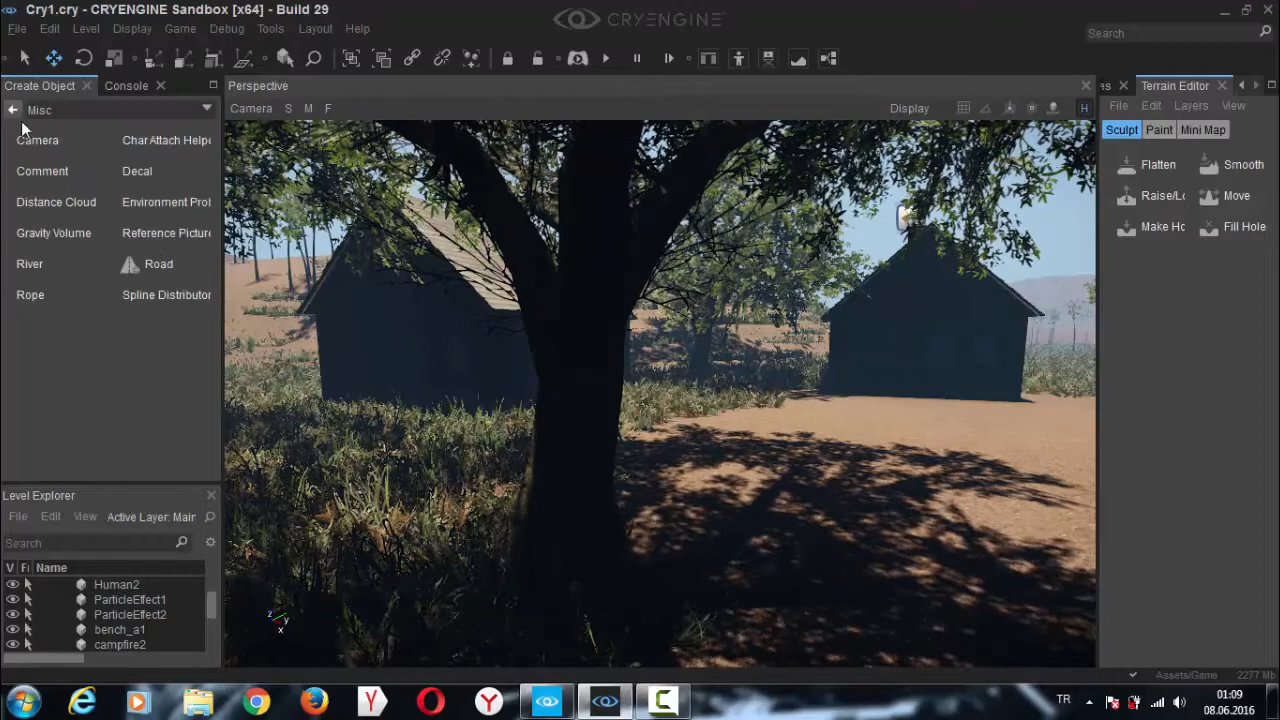 Cry1.cry - CRYENGINE Sandbox [x64] - Build 29
CRYENGINE
File Edit Level Display Game Debug Tools Layout Help
Search
Create Object
Console
Perspective
es
Terrain Editor
Misc
Camera S M F
Display
H
File Edit Layers View
Sculpt Paint Mini Map
Camera
Char Attach Helpe
Comment
Decal
Distance Cloud
Environment Prol
Gravity Volume
Reference Picture
River
Road
Rope
Spline Distributor
Flatten
Smooth
Raise/Lo
Move
Make Ho
Fill Hole
Level Explorer
File Edit View Active Layer: Mair
Search
V Fi Name
Human2
ParticleEffect1
ParticleEffect2
bench_a1
campfire2
z y
x
Assets/Game 2277 Mb
TR
01:09
08.06.2016